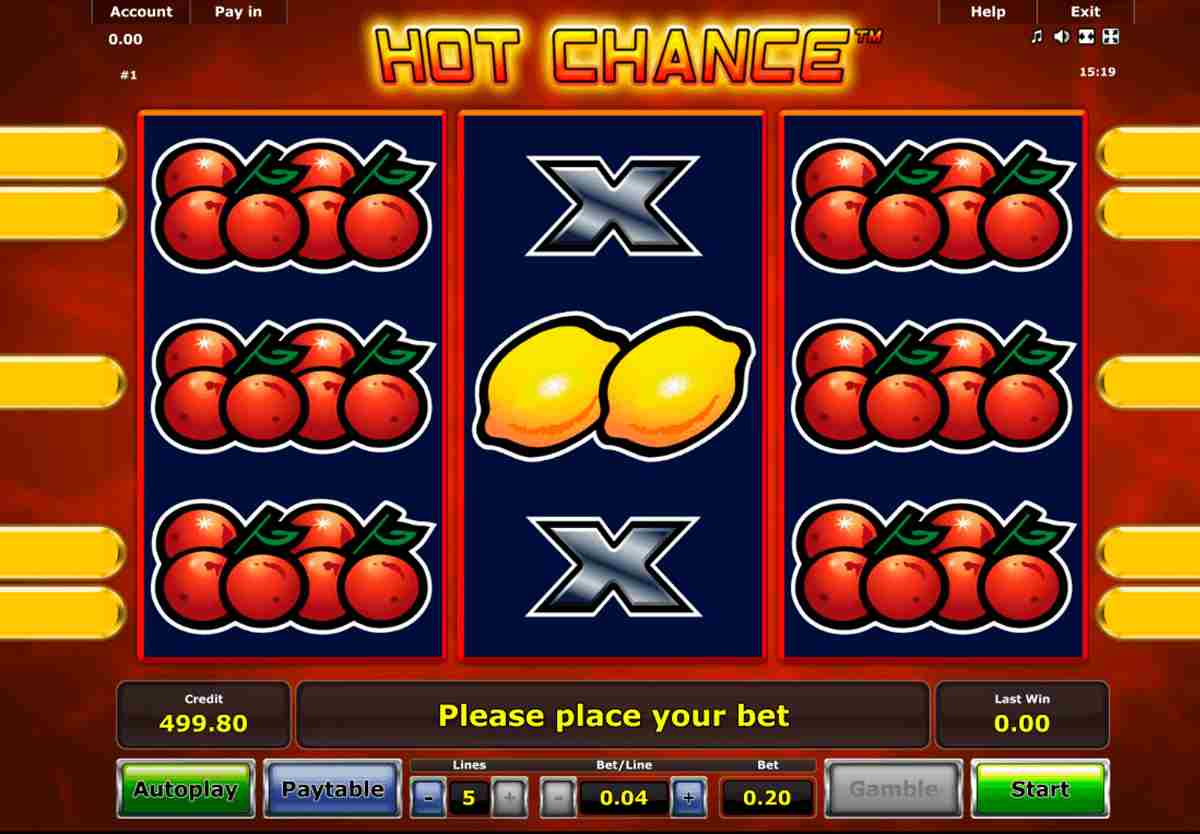 Account Pay in Help Exit
0.00
#1
HOT CHANCE™
15:19
Credit
499.80
Please place your bet
Last Win
0.00
Autoplay
Paytable
Lines
- 5 +
Bet/Line
- 0.04 +
Bet
0.20
Gamble
Start